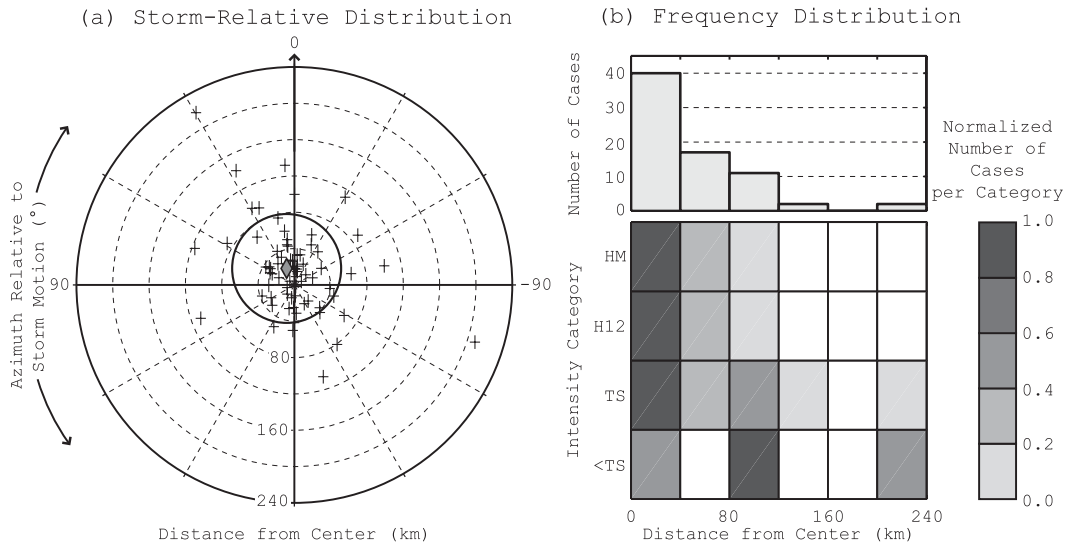 (a) Storm-Relative Distribution
0
90
-90
80
160
240
Azimuth Relative to
Storm Motion (°)
Distance from Center (km)
(b) Frequency Distribution
Number of Cases
40
30
20
10
0
Intensity Category
HM
H12
TS
<TS
0 80 160 240
Distance from Center (km)
Normalized
Number of
Cases
per Category
1.0
0.8
0.6
0.4
0.2
0.0